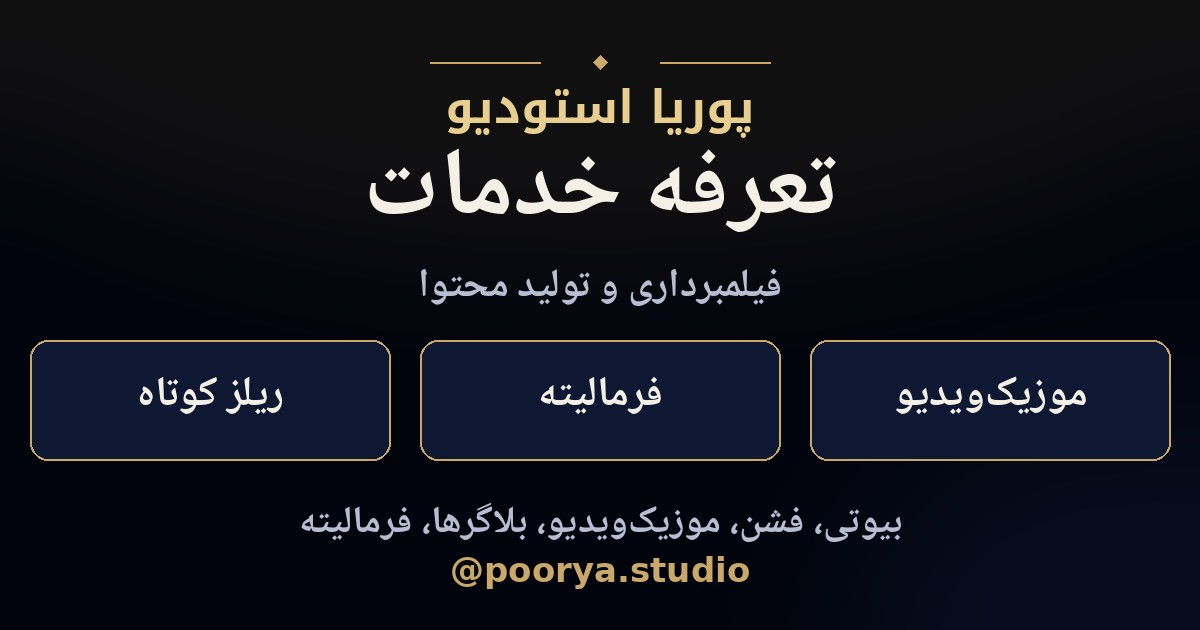 پوریا استودیو
تعرفه خدمات
فیلمبرداری و تولید محتوا
موزیک‌ویدیو
فرمالیته
ریلز کوتاه
بیوتی، فشن، موزیک‌ویدیو، بلاگرها، فرمالیته
@poorya.studio